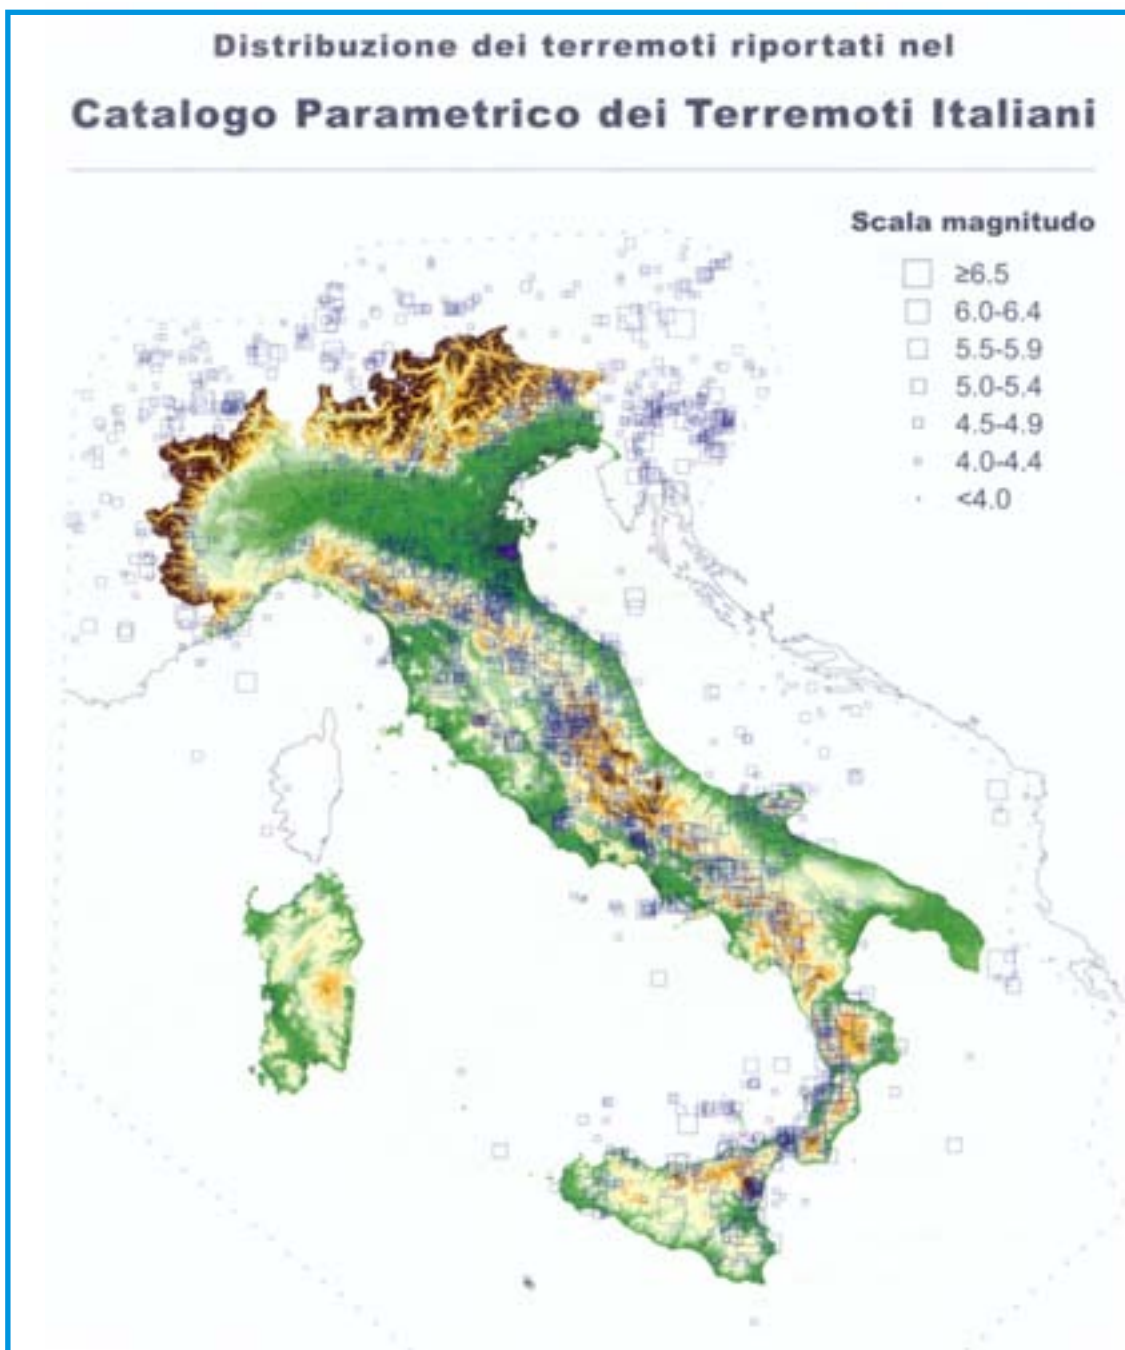 Distribuzione dei terremoti riportati nel
Catalogo Parametrico dei Terremoti Italiani
Scala magnitudo
≥6.5
6.0-6.4
5.5-5.9
5.0-5.4
4.5-4.9
4.0-4.4
<4.0